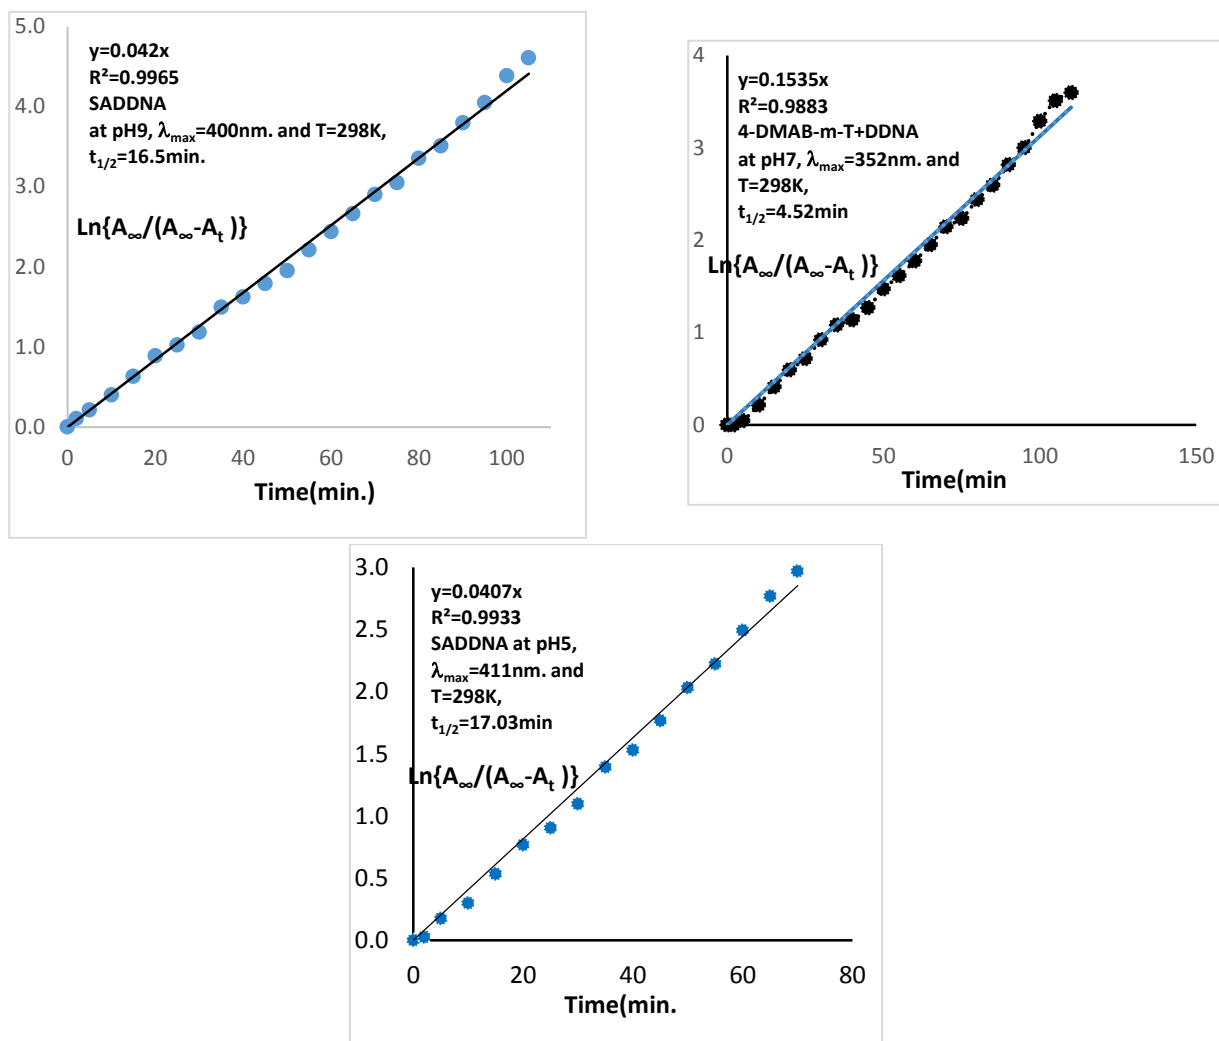 y=0.042x
R²=0.9965
SADDNA
at pH9, λmax=400nm. and T=298K,
t1/2=16.5min.
Ln{A∞/(A∞-At )}
5.0
4.0
3.0
2.0
1.0
0.0
0 20 40 60 80 100
Time(min.)
y=0.1535x
R²=0.9883
4-DMAB-m-T+DDNA
at pH7, λmax=352nm. and
T=298K,
t1/2=4.52min
Ln{A∞/(A∞-At )}
4
3
2
1
0
0 50 100 150
Time(min
y=0.0407x
R²=0.9933
SADDNA at pH5,
λmax=411nm. and
T=298K,
t1/2=17.03min
Ln{A∞/(A∞-At )}
3.0
2.5
2.0
1.5
1.0
0.5
0.0
0 20 40 60 80
Time(min.